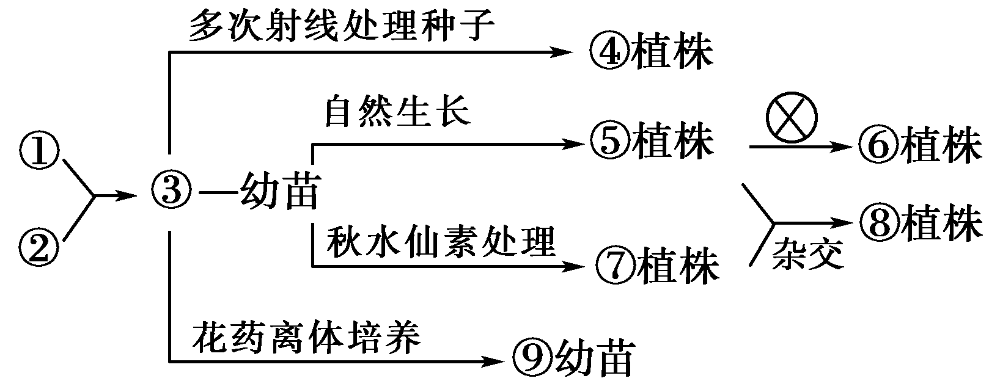 多次射线处理种子
④植株
自然生长
①
⑤植株
⑥植株
③
幼苗
②
秋水仙素处理
⑦植株
⑧植株
杂交
花药离体培养
⑨幼苗